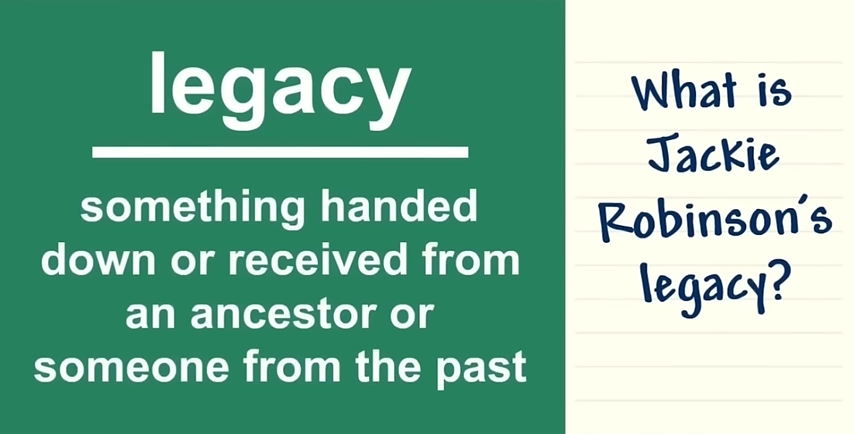 legacy
something handed
down or received from
an ancestor or
someone from the past
What is
Jackie
Robinson's
legacy?